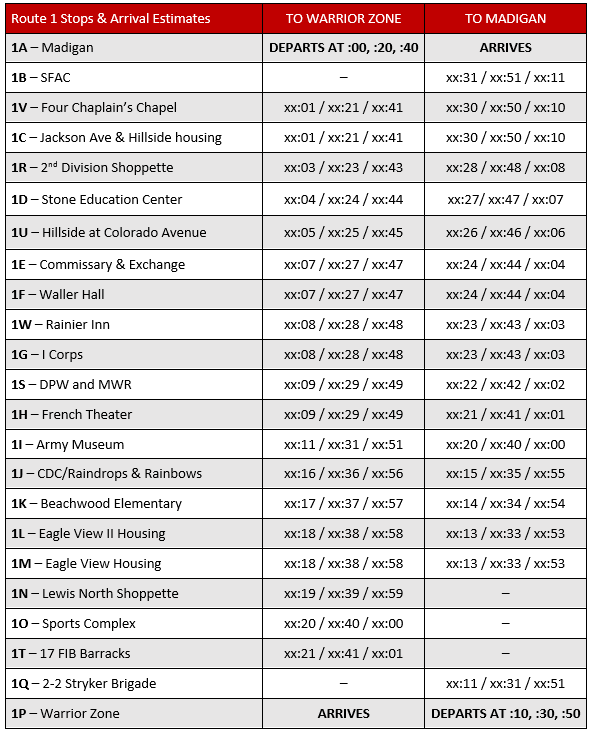 Route 1 Stops & Arrival Estimates TO WARRIOR ZONE TO MADIGAN
1A – Madigan DEPARTS AT :00, :20, :40 ARRIVES
1B – SFAC – xx:31 / xx:51 / xx:11
1V – Four Chaplain’s Chapel xx:01 / xx:21 / xx:41 xx:30 / xx:50 / xx:10
1C – Jackson Ave & Hillside housing xx:01 / xx:21 / xx:41 xx:30 / xx:50 / xx:10
1R – 2nd Division Shoppette xx:03 / xx:23 / xx:43 xx:28 / xx:48 / xx:08
1D – Stone Education Center xx:04 / xx:24 / xx:44 xx:27/ xx:47 / xx:07
1U – Hillside at Colorado Avenue xx:05 / xx:25 / xx:45 xx:26 / xx:46 / xx:06
1E – Commissary & Exchange xx:07 / xx:27 / xx:47 xx:24 / xx:44 / xx:04
1F – Waller Hall xx:07 / xx:27 / xx:47 xx:24 / xx:44 / xx:04
1W – Rainier Inn xx:08 / xx:28 / xx:48 xx:23 / xx:43 / xx:03
1G – I Corps xx:08 / xx:28 / xx:48 xx:23 / xx:43 / xx:03
1S – DPW and MWR xx:09 / xx:29 / xx:49 xx:22 / xx:42 / xx:02
1H – French Theater xx:09 / xx:29 / xx:49 xx:21 / xx:41 / xx:01
1I – Army Museum xx:11 / xx:31 / xx:51 xx:20 / xx:40 / xx:00
1J – CDC/Raindrops & Rainbows xx:16 / xx:36 / xx:56 xx:15 / xx:35 / xx:55
1K – Beachwood Elementary xx:17 / xx:37 / xx:57 xx:14 / xx:34 / xx:54
1L – Eagle View II Housing xx:18 / xx:38 / xx:58 xx:13 / xx:33 / xx:53
1M – Eagle View Housing xx:18 / xx:38 / xx:58 xx:13 / xx:33 / xx:53
1N – Lewis North Shoppette xx:19 / xx:39 / xx:59 –
1O – Sports Complex xx:20 / xx:40 / xx:00 –
1T – 17 FIB Barracks xx:21 / xx:41 / xx:01 –
1Q – 2-2 Stryker Brigade – xx:11 / xx:31 / xx:51
1P – Warrior Zone ARRIVES DEPARTS AT :10, :30, :50